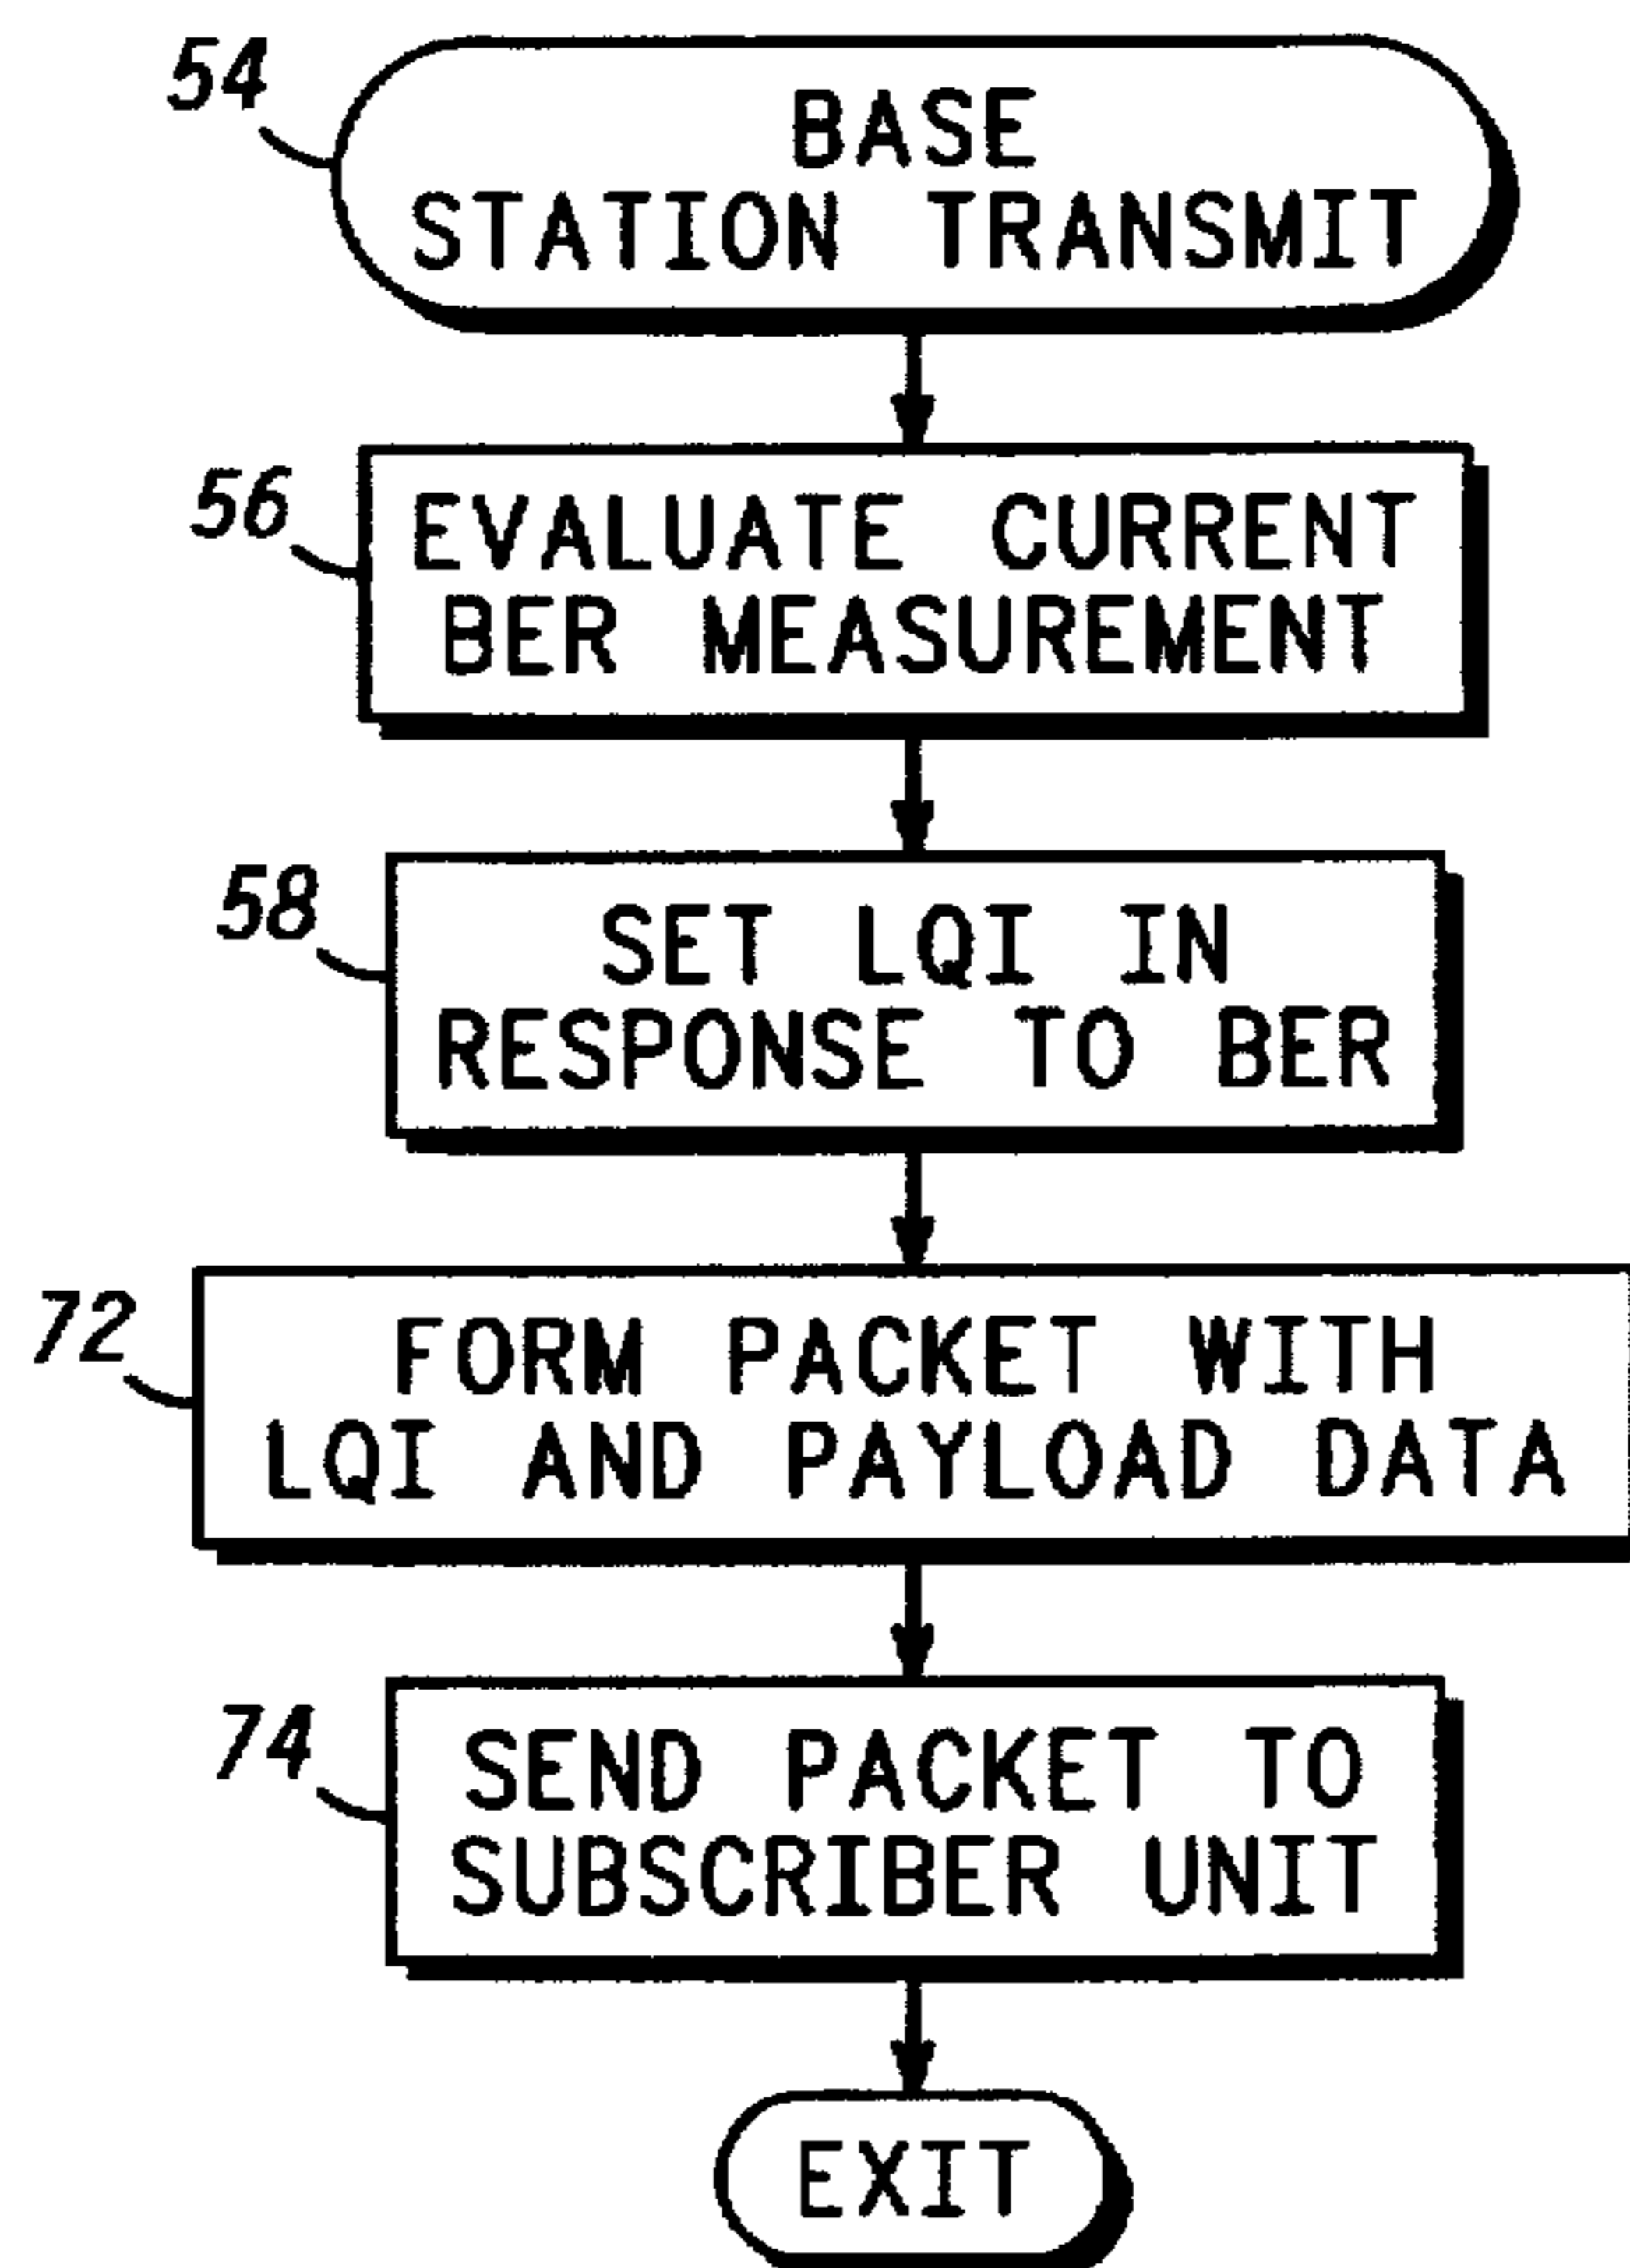 54
BASE
STATION TRANSMIT
56
EVALUATE CURRENT
BER MEASUREMENT
58
SET LQI IN
RESPONSE TO BER
72
FORM PACKET WITH
LQI AND PAYLOAD DATA
74
SEND PACKET TO
SUBSCRIBER UNIT
EXIT